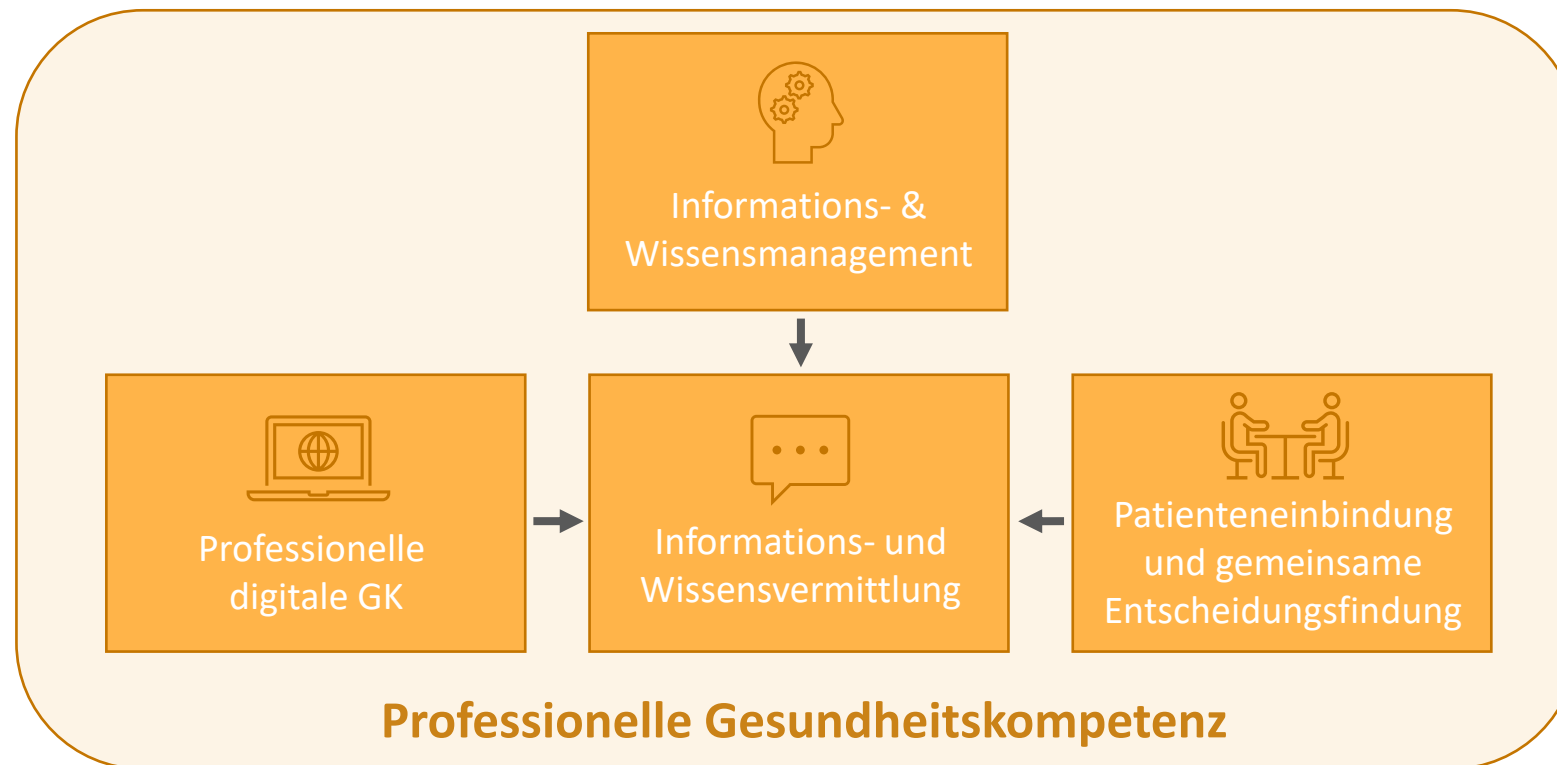 Informations- &
Wissensmanagement
Professionelle
digitale GK
Informations- und
Wissensvermittlung
Patienteneinbindung
und gemeinsame
Entscheidungsfindung
Professionelle Gesundheitskompetenz